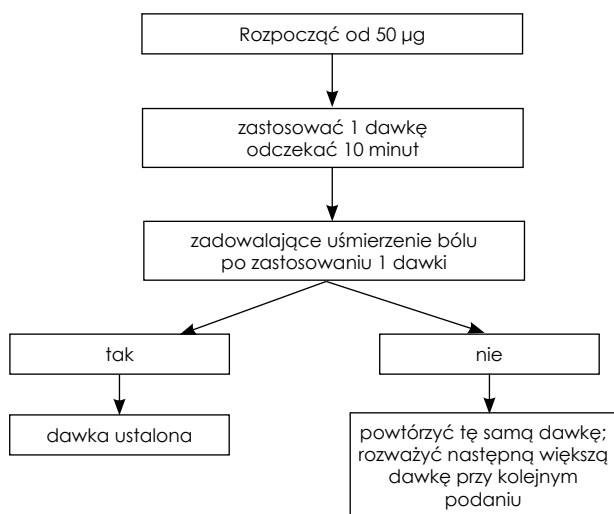 Rozpocząć od 50 µg
zastosować 1 dawkę
odczekać 10 minut
zadowalające uśmierzenie bólu
po zastosowaniu 1 dawki
tak
nie
dawka ustalona
powtórzyć tę samą dawkę;
rozważyć następną większą
dawkę przy kolejnym
podaniu